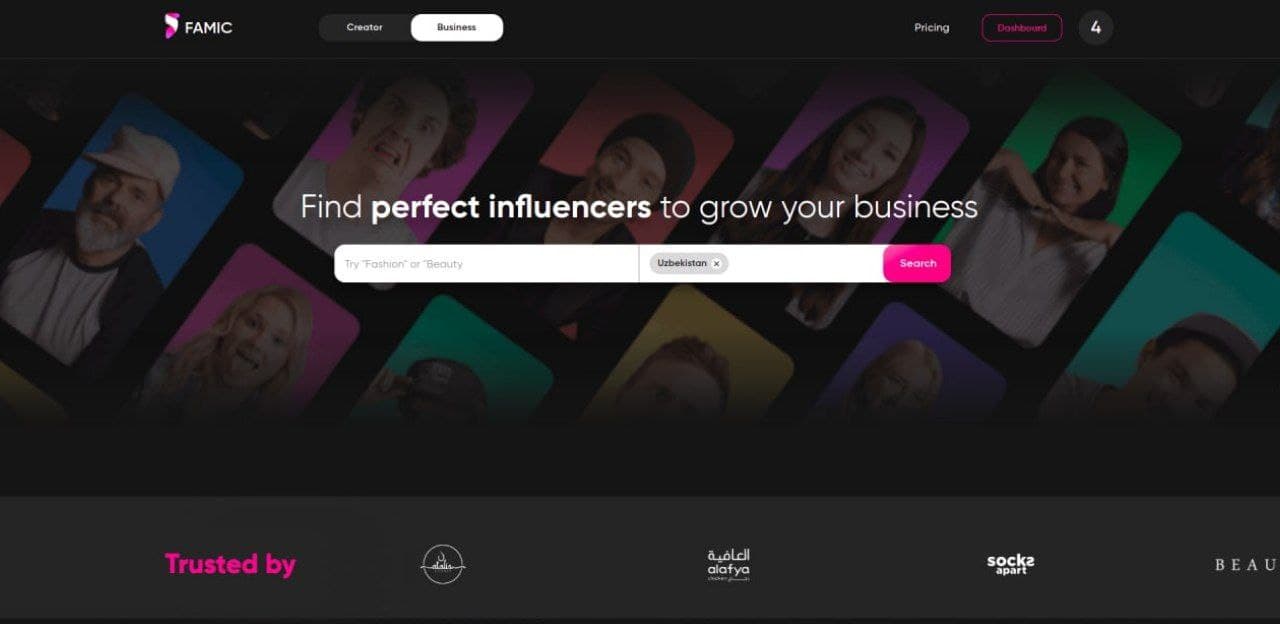 FAMIC
Creator
Business
Pricing
Dashboard
4
Find perfect influencers to grow your business
Try "Fashion" or "Beauty
Uzbekistan ×
Search
Trusted by
العافية
alafya
socks
apart
BEAU